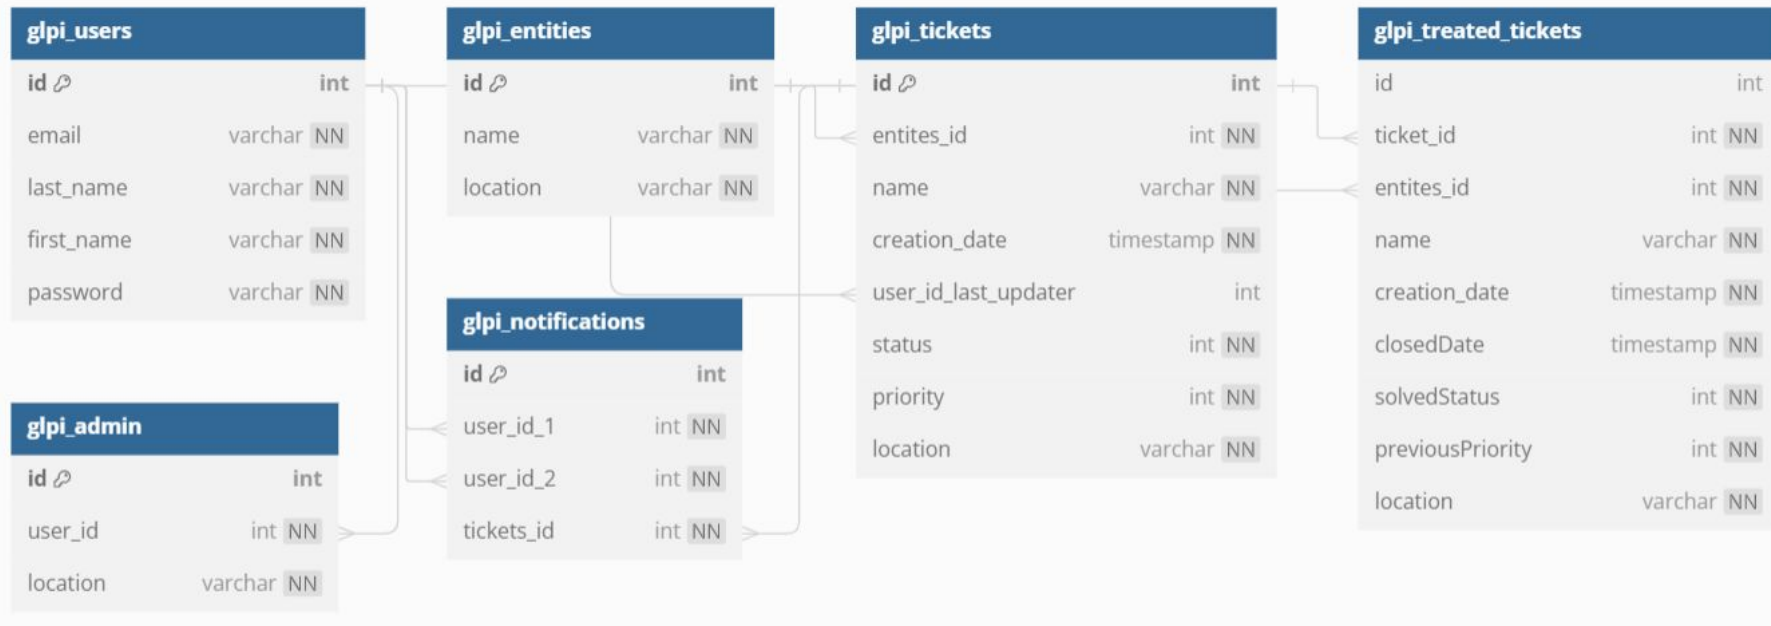 glpi_users
id int
email varchar NN
last_name varchar NN
first_name varchar NN
password varchar NN
glpi_admin
id int
user_id int NN
location varchar NN
glpi_entities
id int
name varchar NN
location varchar NN
glpi_notifications
id int
user_id_1 int NN
user_id_2 int NN
tickets_id int NN
glpi_tickets
id int
entites_id int NN
name varchar NN
creation_date timestamp NN
user_id_last_updater int
status int NN
priority int NN
location varchar NN
glpi_treated_tickets
id int
ticket_id int NN
entites_id int NN
name varchar NN
creation_date timestamp NN
closedDate timestamp NN
solvedStatus int NN
previousPriority int NN
location varchar NN